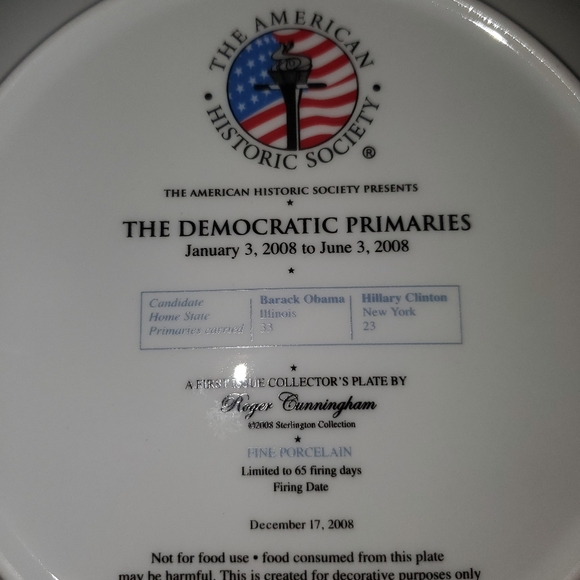 THE AMERICAN
HISTORIC SOCIETY ®
THE AMERICAN HISTORIC SOCIETY PRESENTS
THE DEMOCRATIC PRIMARIES
January 3, 2008 to June 3, 2008
Candidate Barack Obama Hillary Clinton
Home State Illinois New York
Primaries carried 33 23
A FIRST ISSUE COLLECTOR'S PLATE BY
Roger Cunningham
©2008 Sterlington Collection
FINE PORCELAIN
Limited to 65 firing days
Firing Date
December 17, 2008
Not for food use • food consumed from this plate
may be harmful. This is created for decorative purposes only